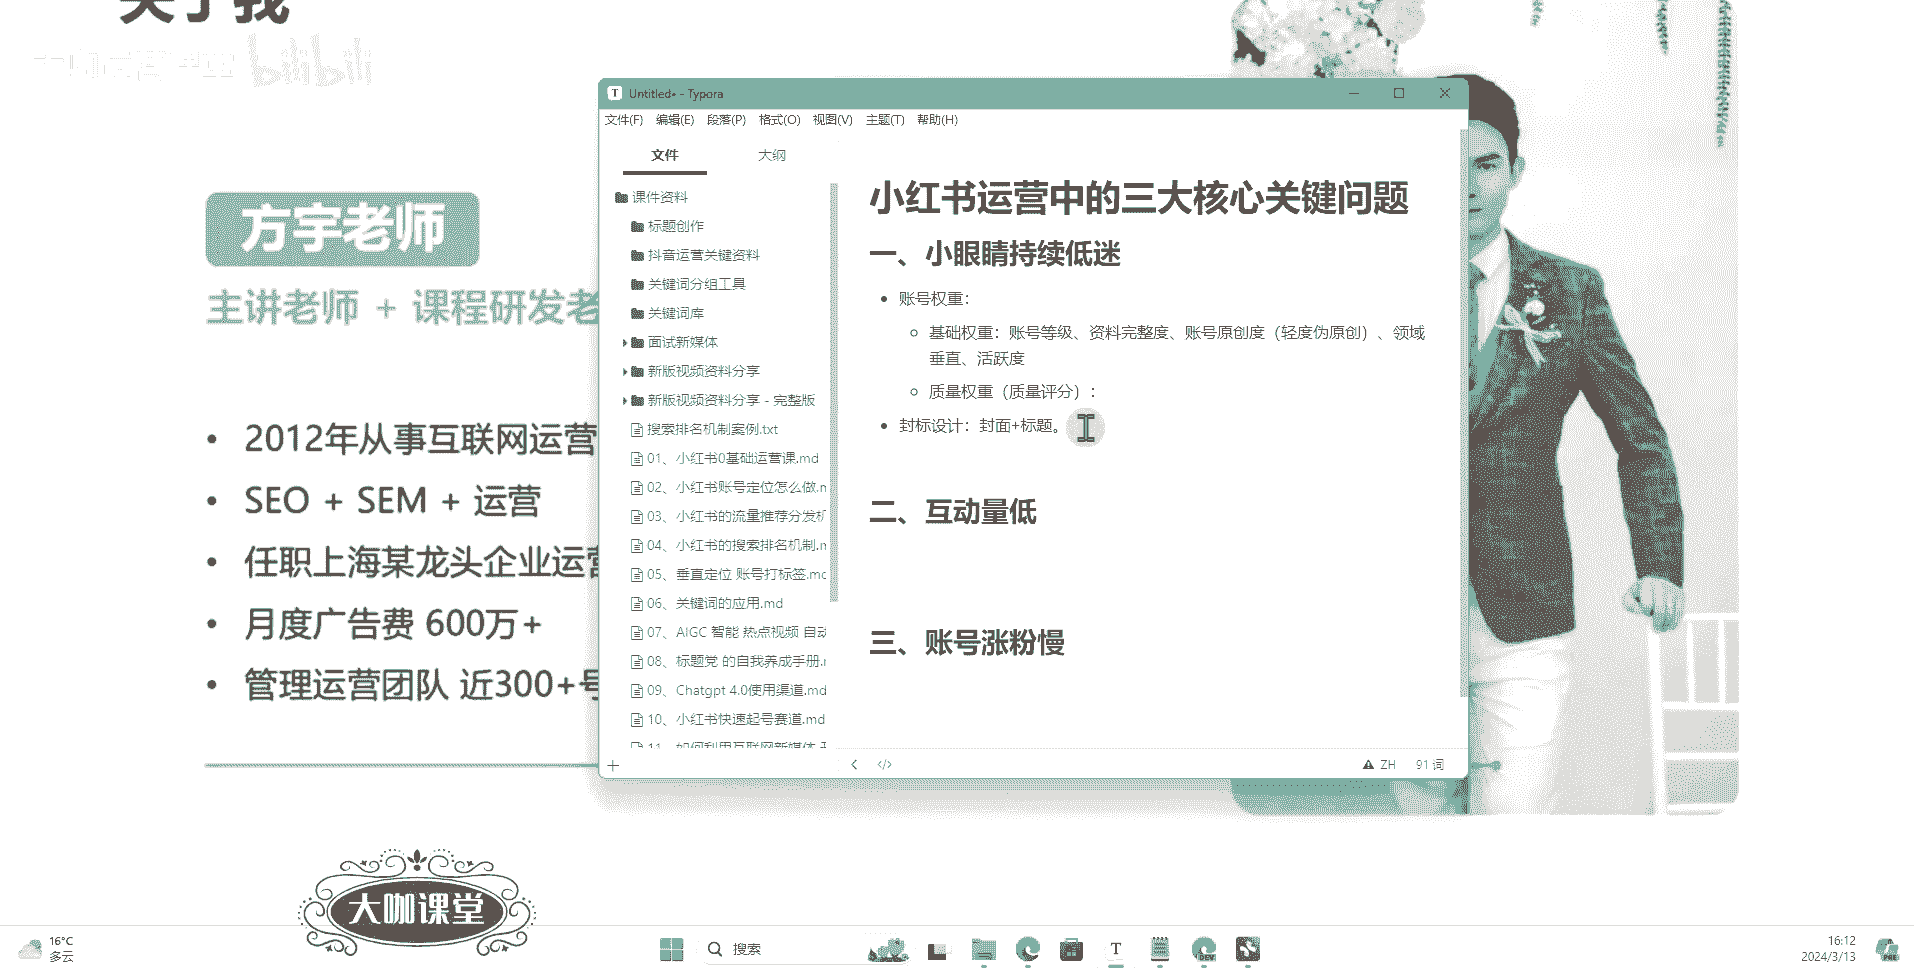 关于我
bilibili
方宇老师
主讲老师 + 课程研发老
• 2012年从事互联网运营
• SEO + SEM + 运营
• 任职上海某龙头企业运营
• 月度广告费 600万+
• 管理运营团队 近300+号
Untitled• - Typora
文件(F) 编辑(E) 段落(P) 格式(O) 视图(V) 主题(T) 帮助(H)
文件 大纲
课件资料
标题创作
抖音运营关键资料
关键词分组工具
关键词库
面试新媒体
新版视频资料分享
新版视频资料分享 - 完整版
搜索排名机制案例.txt
01、小红书0基础运营课.md
02、小红书账号定位怎么做.m
03、小红书的流量推荐分发机
04、小红书的搜索排名机制.m
05、垂直定位 账号打标签.md
06、关键词的应用.md
07、AIGC 智能 热点视频 自动
08、标题党 的自我养成手册.m
09、Chatgpt 4.0使用渠道.md
10、小红书快速起号赛道.md
11、如何利用互联网新媒体
小红书运营中的三大核心关键问题
一、小眼睛持续低迷
• 账号权重：
基础权重：账号等级、资料完整度、账号原创度（轻度伪原创）、领域
垂直、活跃度
质量权重（质量评分）：
• 封标设计：封面+标题。
二、互动量低
三、账号涨粉慢
ZH 91 词
大咖课堂
16°C
多云
搜索
T
DEV
16:12
2024/3/13
PRE